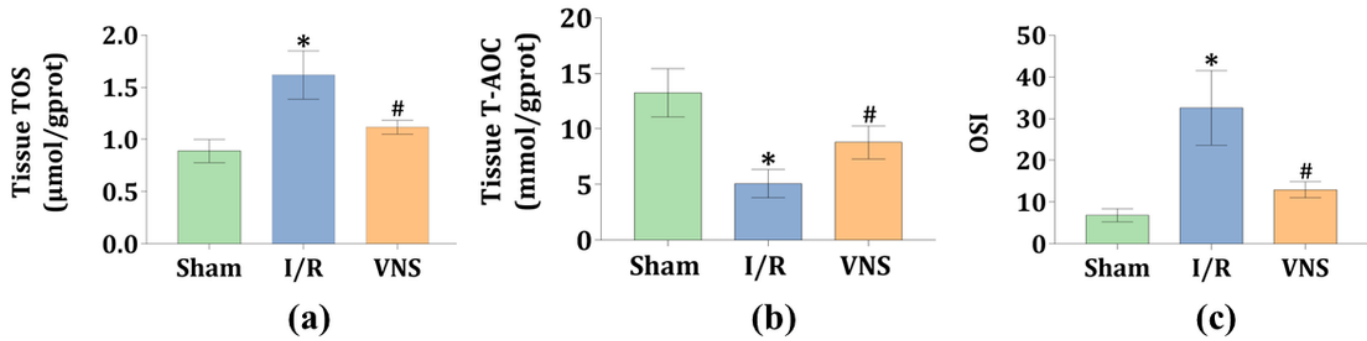 Tissue TOS
(µmol/gprot)
2.0
1.5
1.0
0.5
0.0
*
#
Sham I/R VNS
(a)
Tissue T-AOC
(mmol/gprot)
20
15
10
5
0
*
#
Sham I/R VNS
(b)
OSI
50
40
30
20
10
0
*
#
Sham I/R VNS
(c)